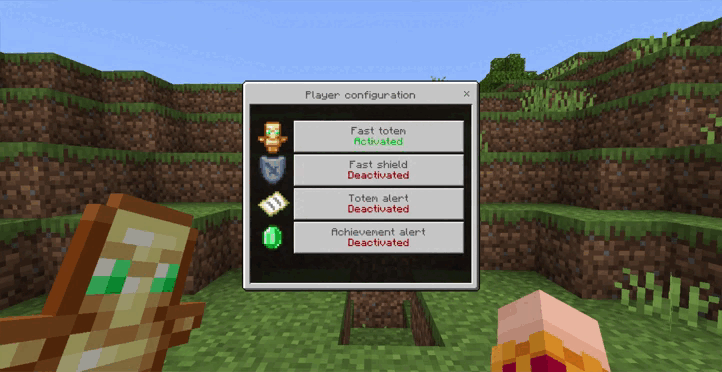 Player configuration
Fast totem
Activated
Fast shield
Deactivated
Totem alert
Deactivated
Achievement alert
Deactivated